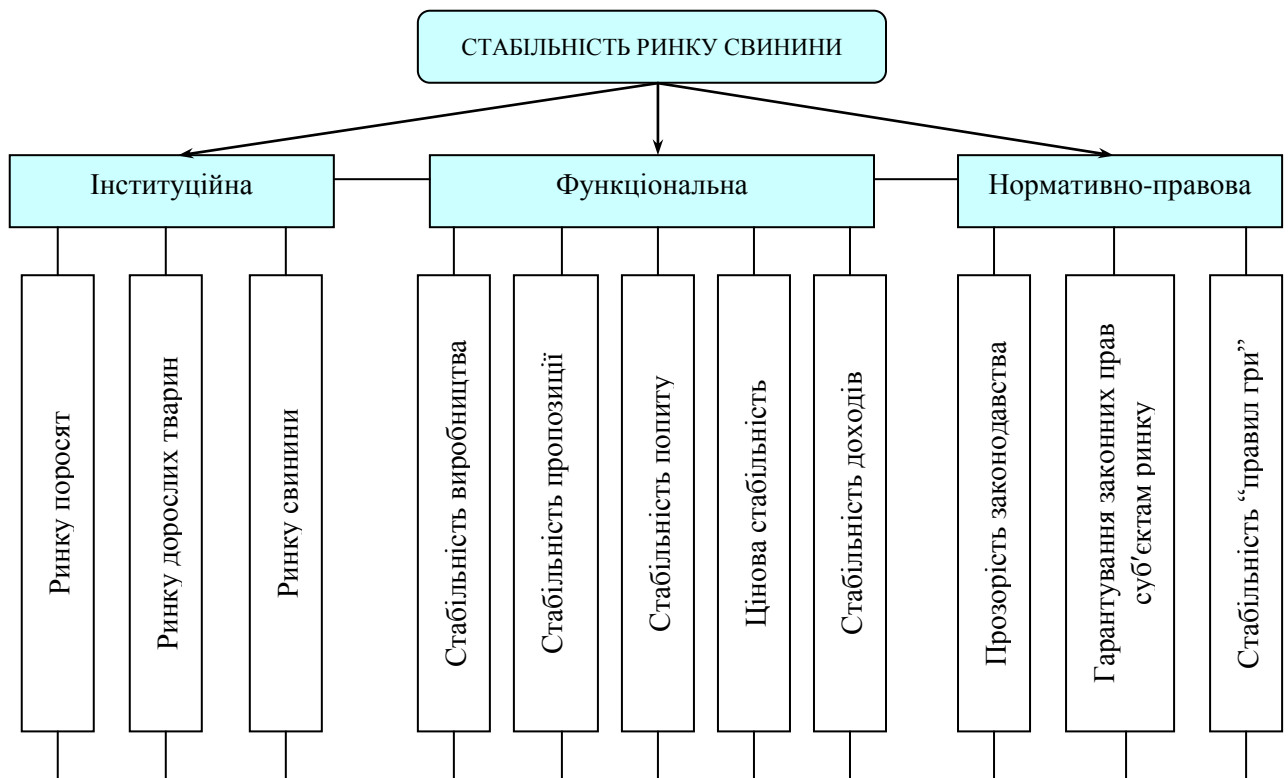 СТАБІЛЬНІСТЬ РИНКУ СВИНИНИ
Інституційна
Функціональна
Нормативно-правова
Ринку поросят
Ринку дорослих тварин
Ринку свинини
Стабільність виробництва
Стабільність пропозиції
Стабільність попиту
Цінова стабільність
Стабільність доходів
Прозорість законодавства
Гарантування законних прав
суб′єктам ринку
Стабільність “правил гри”